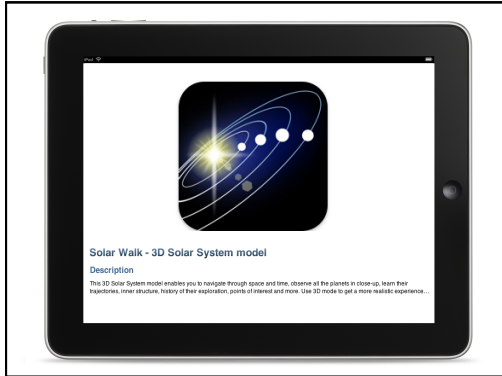 iPad
Solar Walk - 3D Solar System model
Description
This 3D Solar System model enables you to navigate through space and time, observe all the planets in close-up, learn their
trajectories, inner structure, history of their exploration, points of interest and more. Use 3D mode to get a more realistic experience…